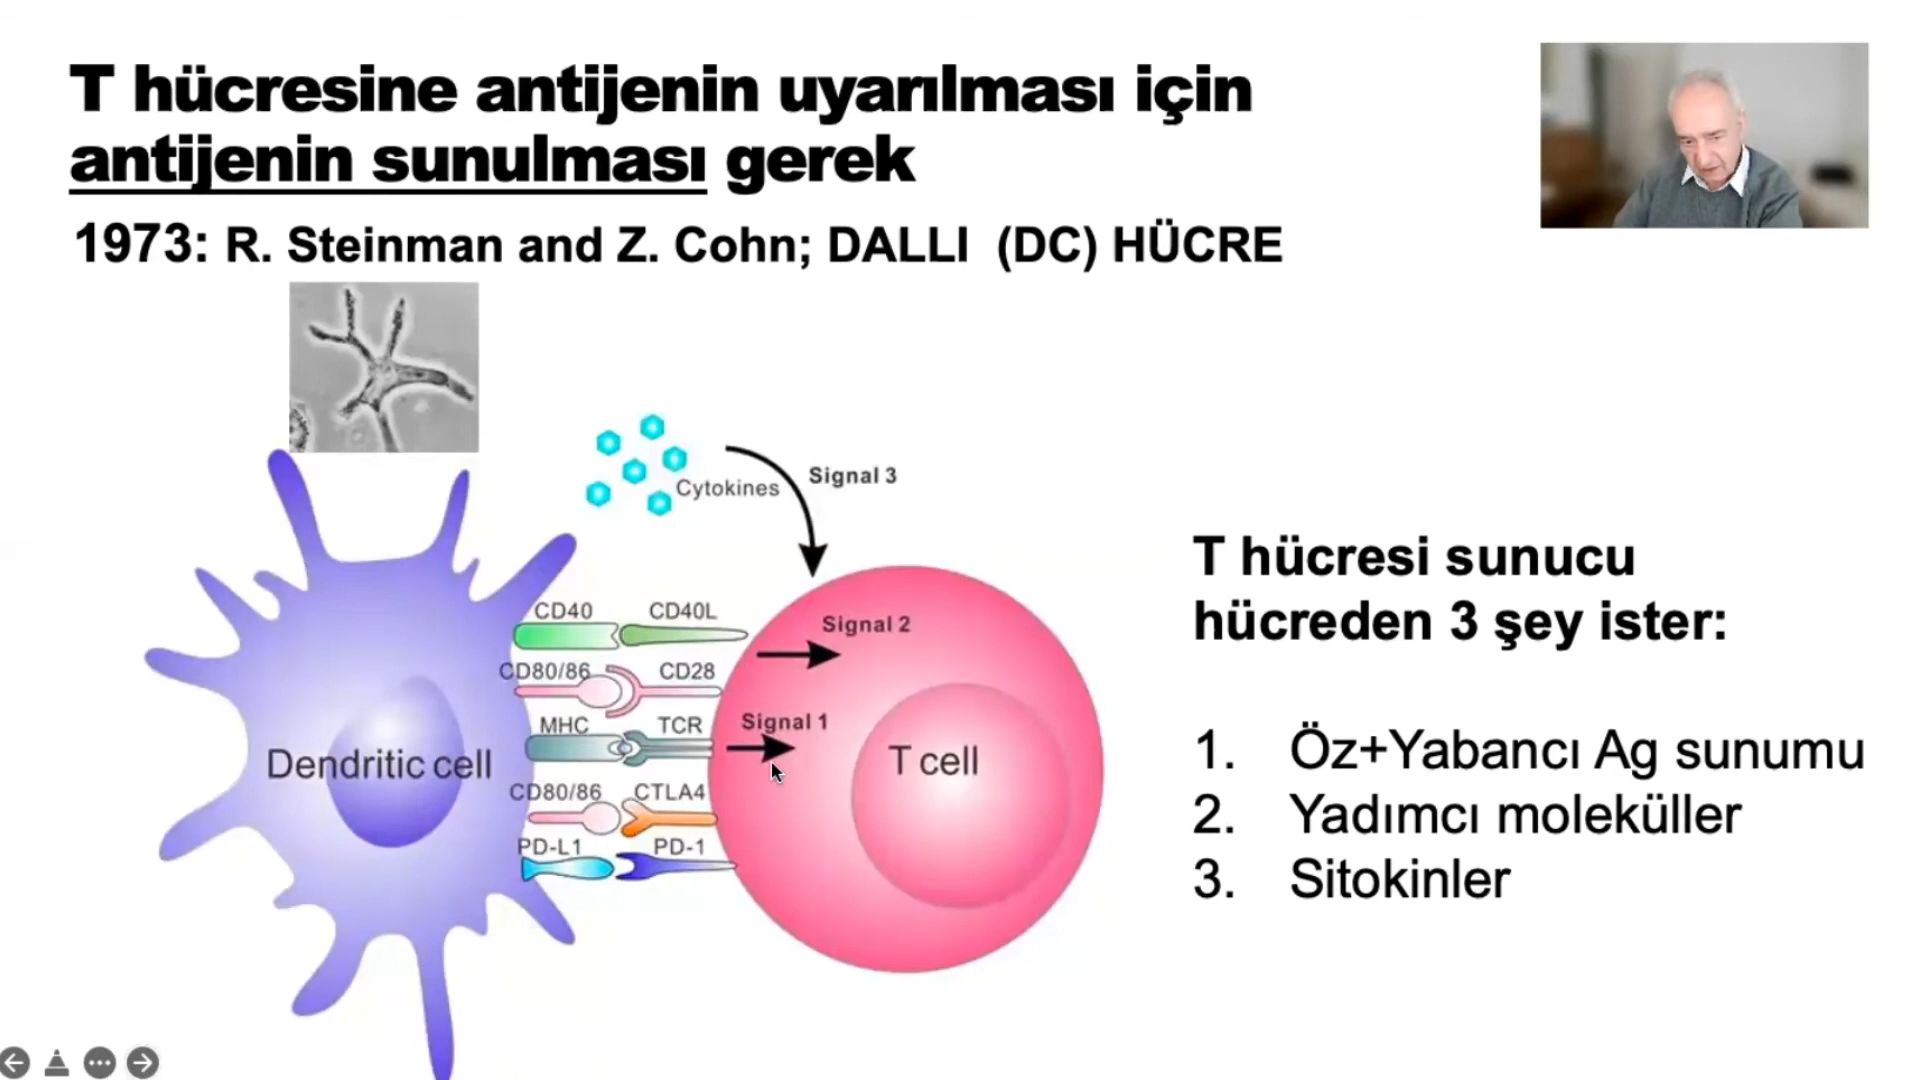 T hücresine antijenin uyarılması için
antijenin sunulması gerek
1973: R. Steinman and Z. Cohn; DALLI (DC) HÜCRE
Cytokines
Signal 3
CD40
CD40L
Signal 2
CD80/86
CD28
MHC
TCR
Signal 1
Dendritic cell
T cell
CD80/86
CTLA4
PD-L1
PD-1
T hücresi sunucu
hücreden 3 şey ister:
1. Öz+Yabancı Ag sunumu
2. Yadımcı moleküller
3. Sitokinler